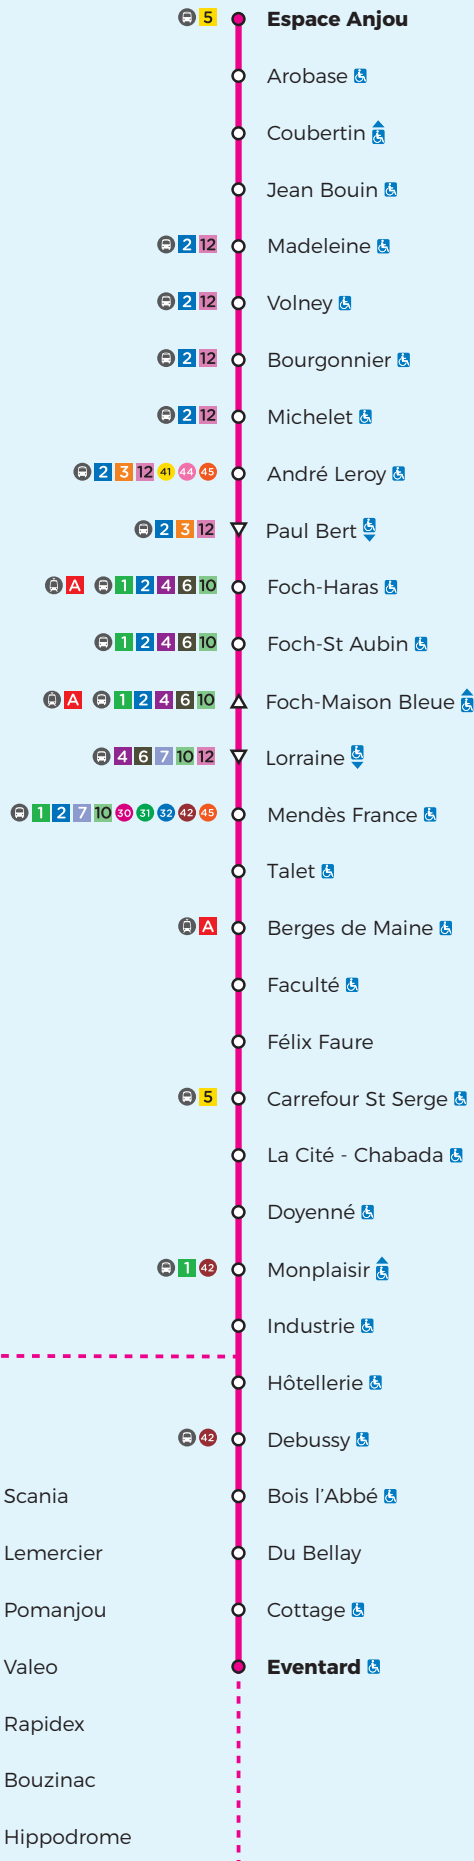 5 Espace Anjou
Arobase
Coubertin
Jean Bouin
2 12 Madeleine
2 12 Volney
2 12 Bourgonnier
2 12 Michelet
2 3 12 41 44 45 André Leroy
2 3 12 Paul Bert
A 1 2 4 6 10 Foch-Haras
1 2 4 6 10 Foch-St Aubin
A 1 2 4 6 10 Foch-Maison Bleue
4 6 7 10 12 Lorraine
1 2 7 10 30 31 32 42 45 Mendès France
Talet
A Berges de Maine
Faculté
Félix Faure
5 Carrefour St Serge
La Cité - Chabada
Doyenné
1 42 Monplaisir
Industrie
Hôtellerie
42 Debussy
Scania Bois l'Abbé
Lemercier Du Bellay
Pomanjou Cottage
Valeo Eventard
Rapidex
Bouzinac
Hippodrome